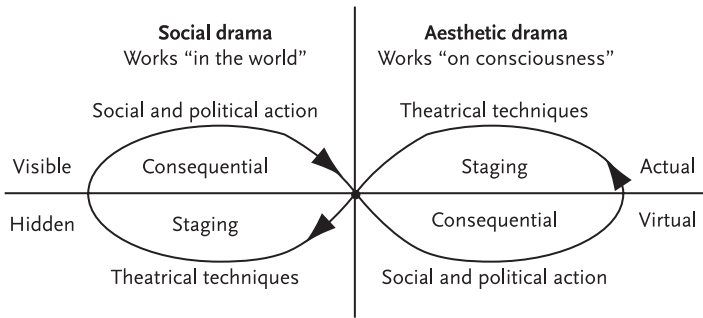 Social drama
Works “in the world”
Aesthetic drama
Works “on consciousness”
Social and political action
Theatrical techniques
Visible
Consequential
Staging
Actual
Hidden
Staging
Consequential
Virtual
Theatrical techniques
Social and political action